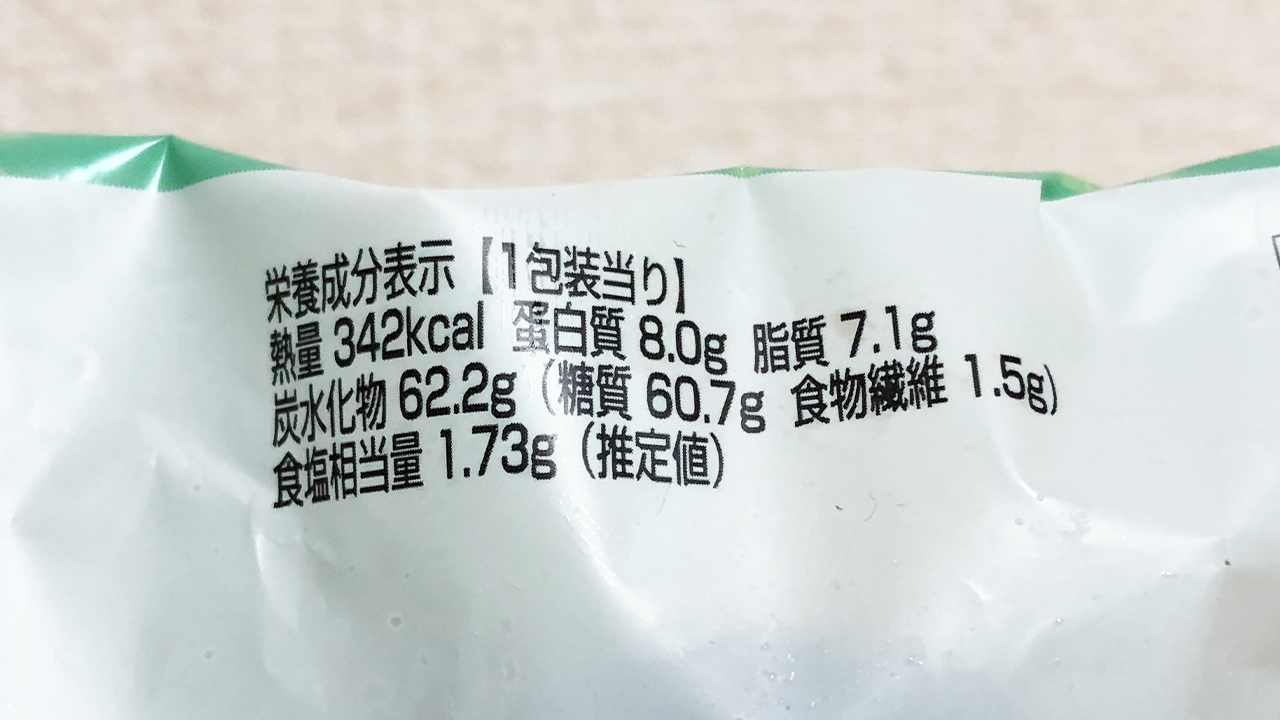 栄養成分表示【1包装当り】
熱量 342kcal 蛋白質 8.0g 脂質 7.1g
炭水化物 62.2g（糖質 60.7g 食物繊維 1.5g）
食塩相当量 1.73g（推定値）